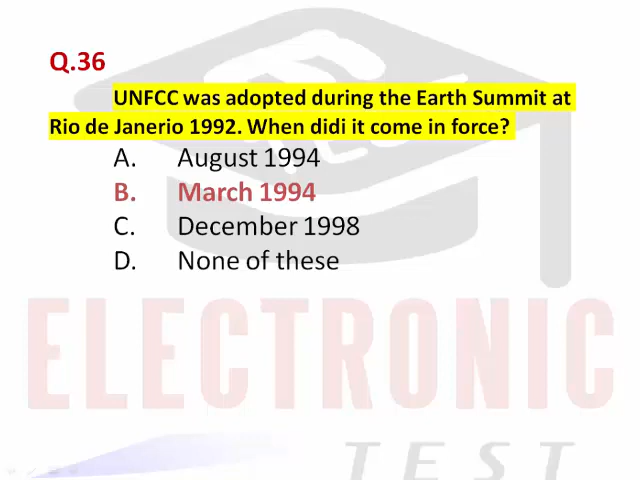 Q.36
UNFCC was adopted during the Earth Summit at
Rio de Janerio 1992. When didi it come in force?
A. August 1994
B. March 1994
C. December 1998
D. None of these
ELECTRONIC
TEST